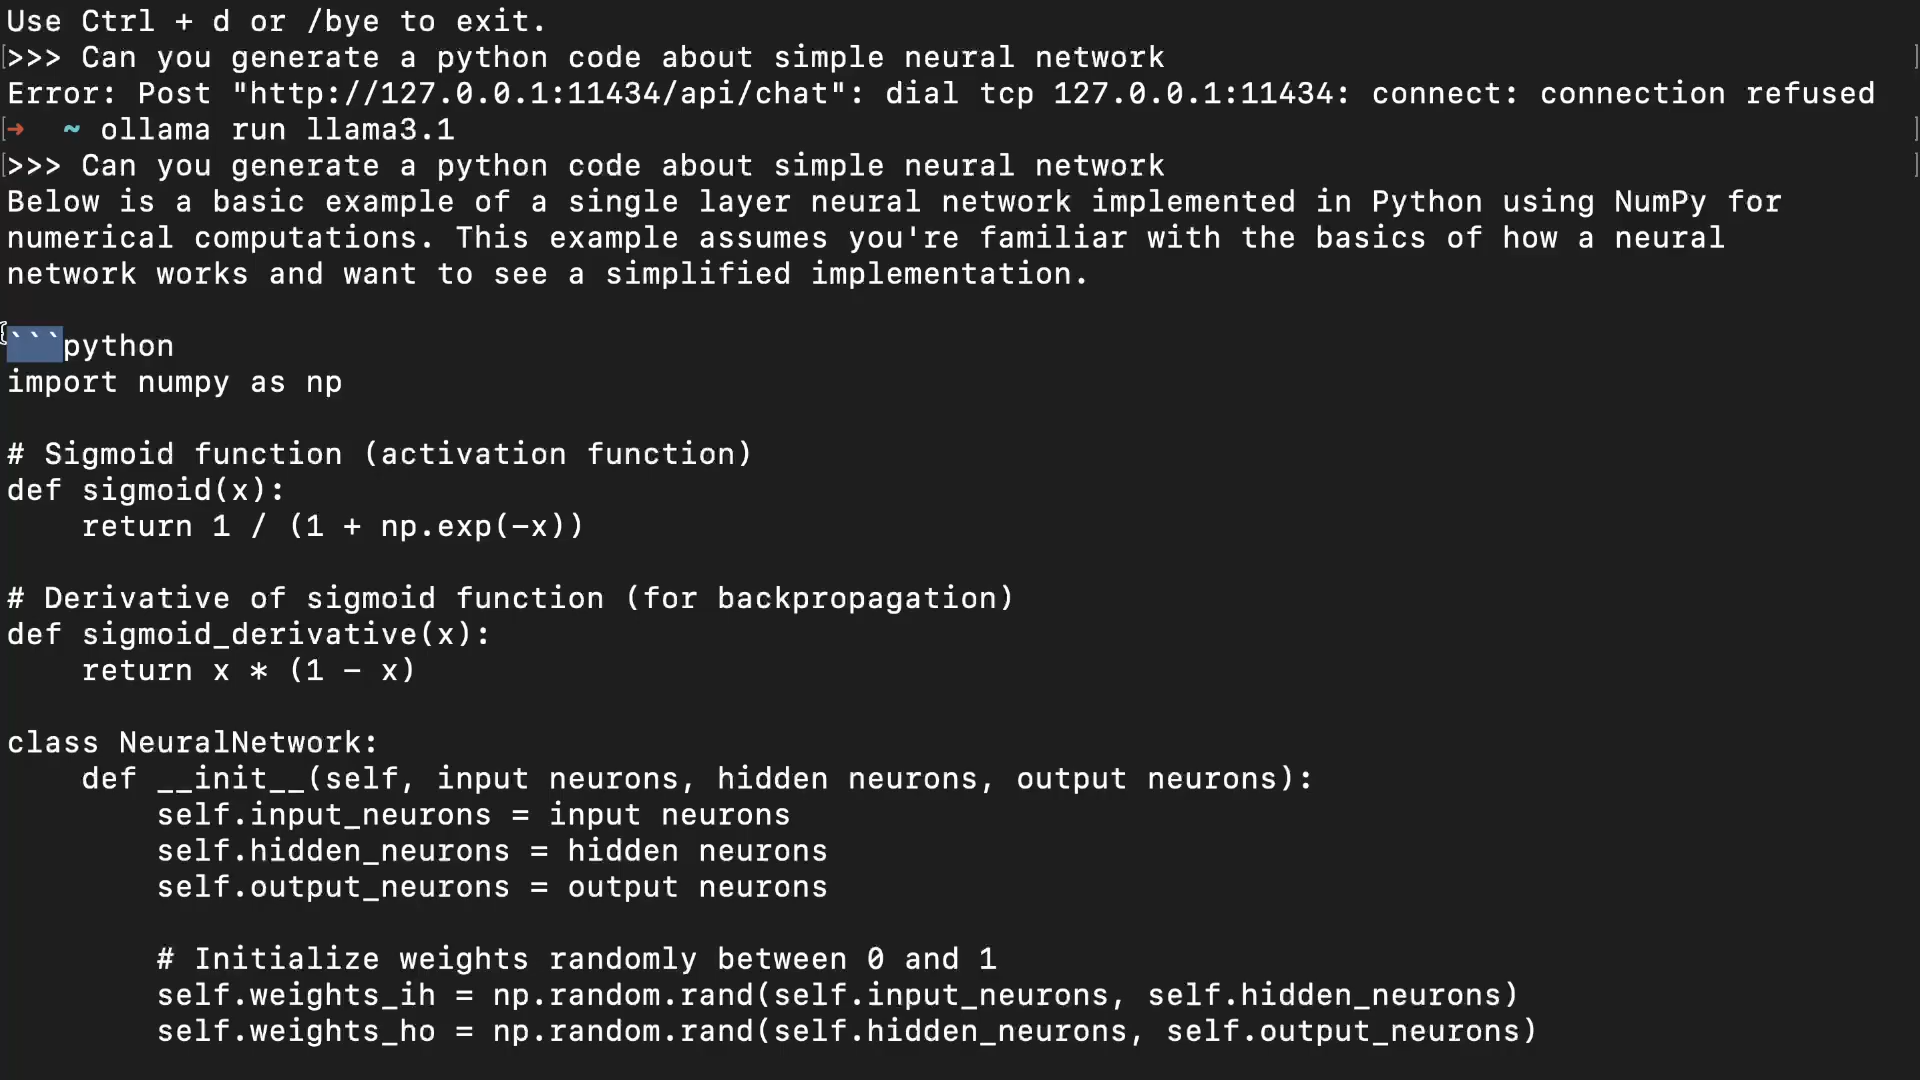 Use Ctrl + d or /bye to exit.
>>> Can you generate a python code about simple neural network
Error: Post "http://127.0.0.1:11434/api/chat": dial tcp 127.0.0.1:11434: connect: connection refused
➜  ~ ollama run llama3.1
>>> Can you generate a python code about simple neural network
Below is a basic example of a single layer neural network implemented in Python using NumPy for
numerical computations. This example assumes you're familiar with the basics of how a neural
network works and want to see a simplified implementation.

```python
import numpy as np

# Sigmoid function (activation function)
def sigmoid(x):
    return 1 / (1 + np.exp(-x))

# Derivative of sigmoid function (for backpropagation)
def sigmoid_derivative(x):
    return x * (1 - x)

class NeuralNetwork:
    def __init__(self, input neurons, hidden neurons, output neurons):
        self.input_neurons = input neurons
        self.hidden_neurons = hidden neurons
        self.output_neurons = output neurons

        # Initialize weights randomly between 0 and 1
        self.weights_ih = np.random.rand(self.input_neurons, self.hidden_neurons)
        self.weights_ho = np.random.rand(self.hidden_neurons, self.output_neurons)